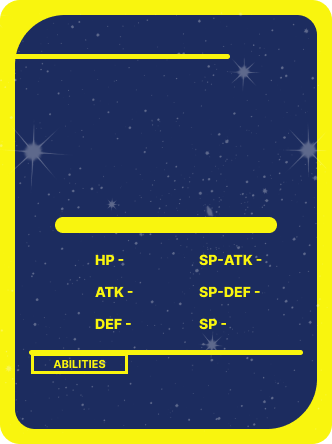 HP - SP-ATK -
ATK - SP-DEF -
DEF - SP -
ABILITIES